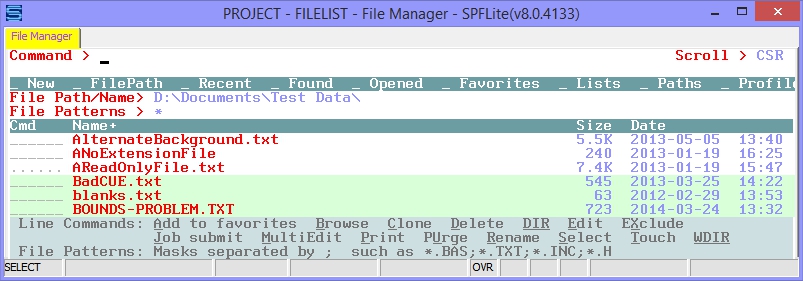 PROJECT - FILELIST - File Manager - SPFLite(v8.0.4133)
File Manager
Command > Scroll > CSR
_ New _ FilePath _ Recent _ Found _ Opened _ Favorites _ Lists _ Paths _ Profile
File Path/Name> D:\Documents\Test Data\
File Patterns > *
Cmd Name+ Size Date
______ AlternateBackground.txt 5.5K 2013-05-05 13:40
______ ANoExtensionFile 240 2013-01-19 16:25
...... AReadOnlyFile.txt 7.4K 2013-01-19 15:47
______ BadCUE.txt 545 2013-03-25 14:22
______ blanks.txt 63 2012-02-29 13:53
______ BOUNDS-PROBLEM.TXT 723 2014-03-24 13:32
Line Commands: Add to favorites Browse Clone Delete DIR Edit EXclude
Job submit MultiEdit Print PUrge Rename Select Touch WDIR
File Patterns: Masks separated by ; such as *.BAS;*.TXT;*.INC;*.H
SELECT OVR